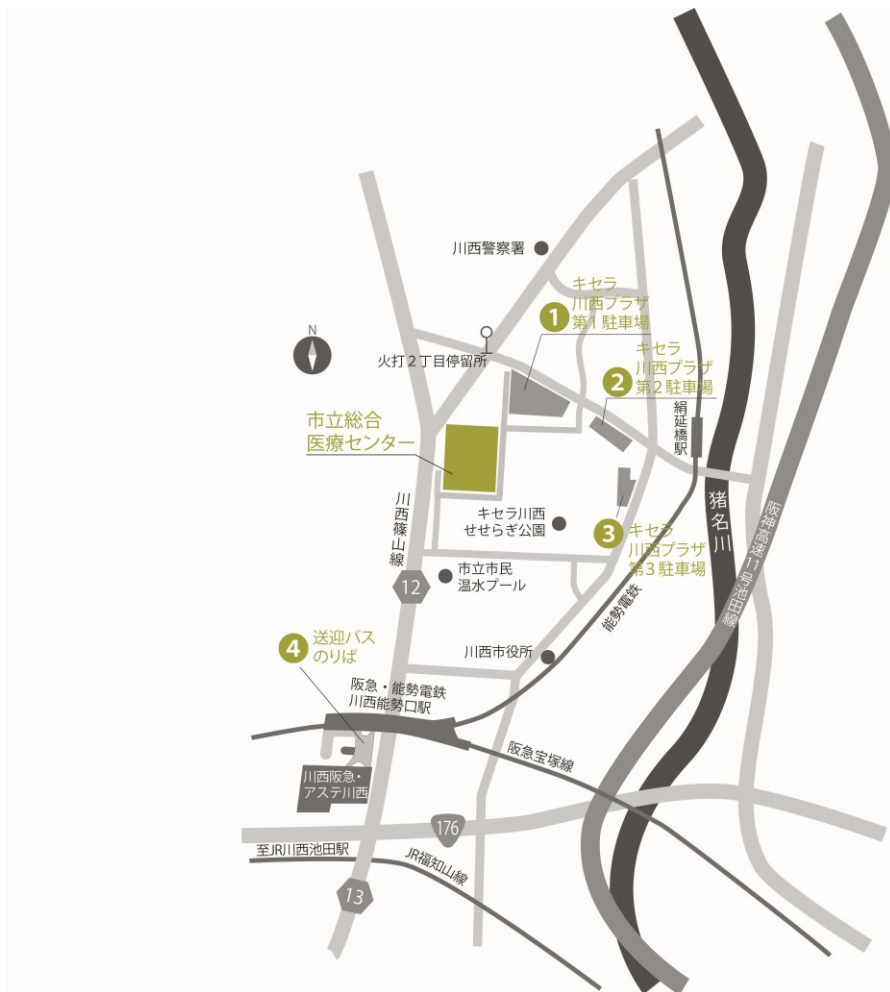 川西警察署
1
キセラ
川西プラザ
第1駐車場
N
火打2丁目停留所
2
キセラ
川西プラザ
第2駐車場
絹延橋駅
市立総合
医療センター
川西篠山線
キセラ川西
せせらぎ公園
3
キセラ
川西プラザ
第3駐車場
猪名川
阪神高速11号池田線
12
市立市民
温水プール
能勢電鉄
4
送迎バス
のりば
川西市役所
阪急・能勢電鉄
川西能勢口駅
阪急宝塚線
川西阪急・
アステ川西
176
至JR川西池田駅
JR福知山線
13